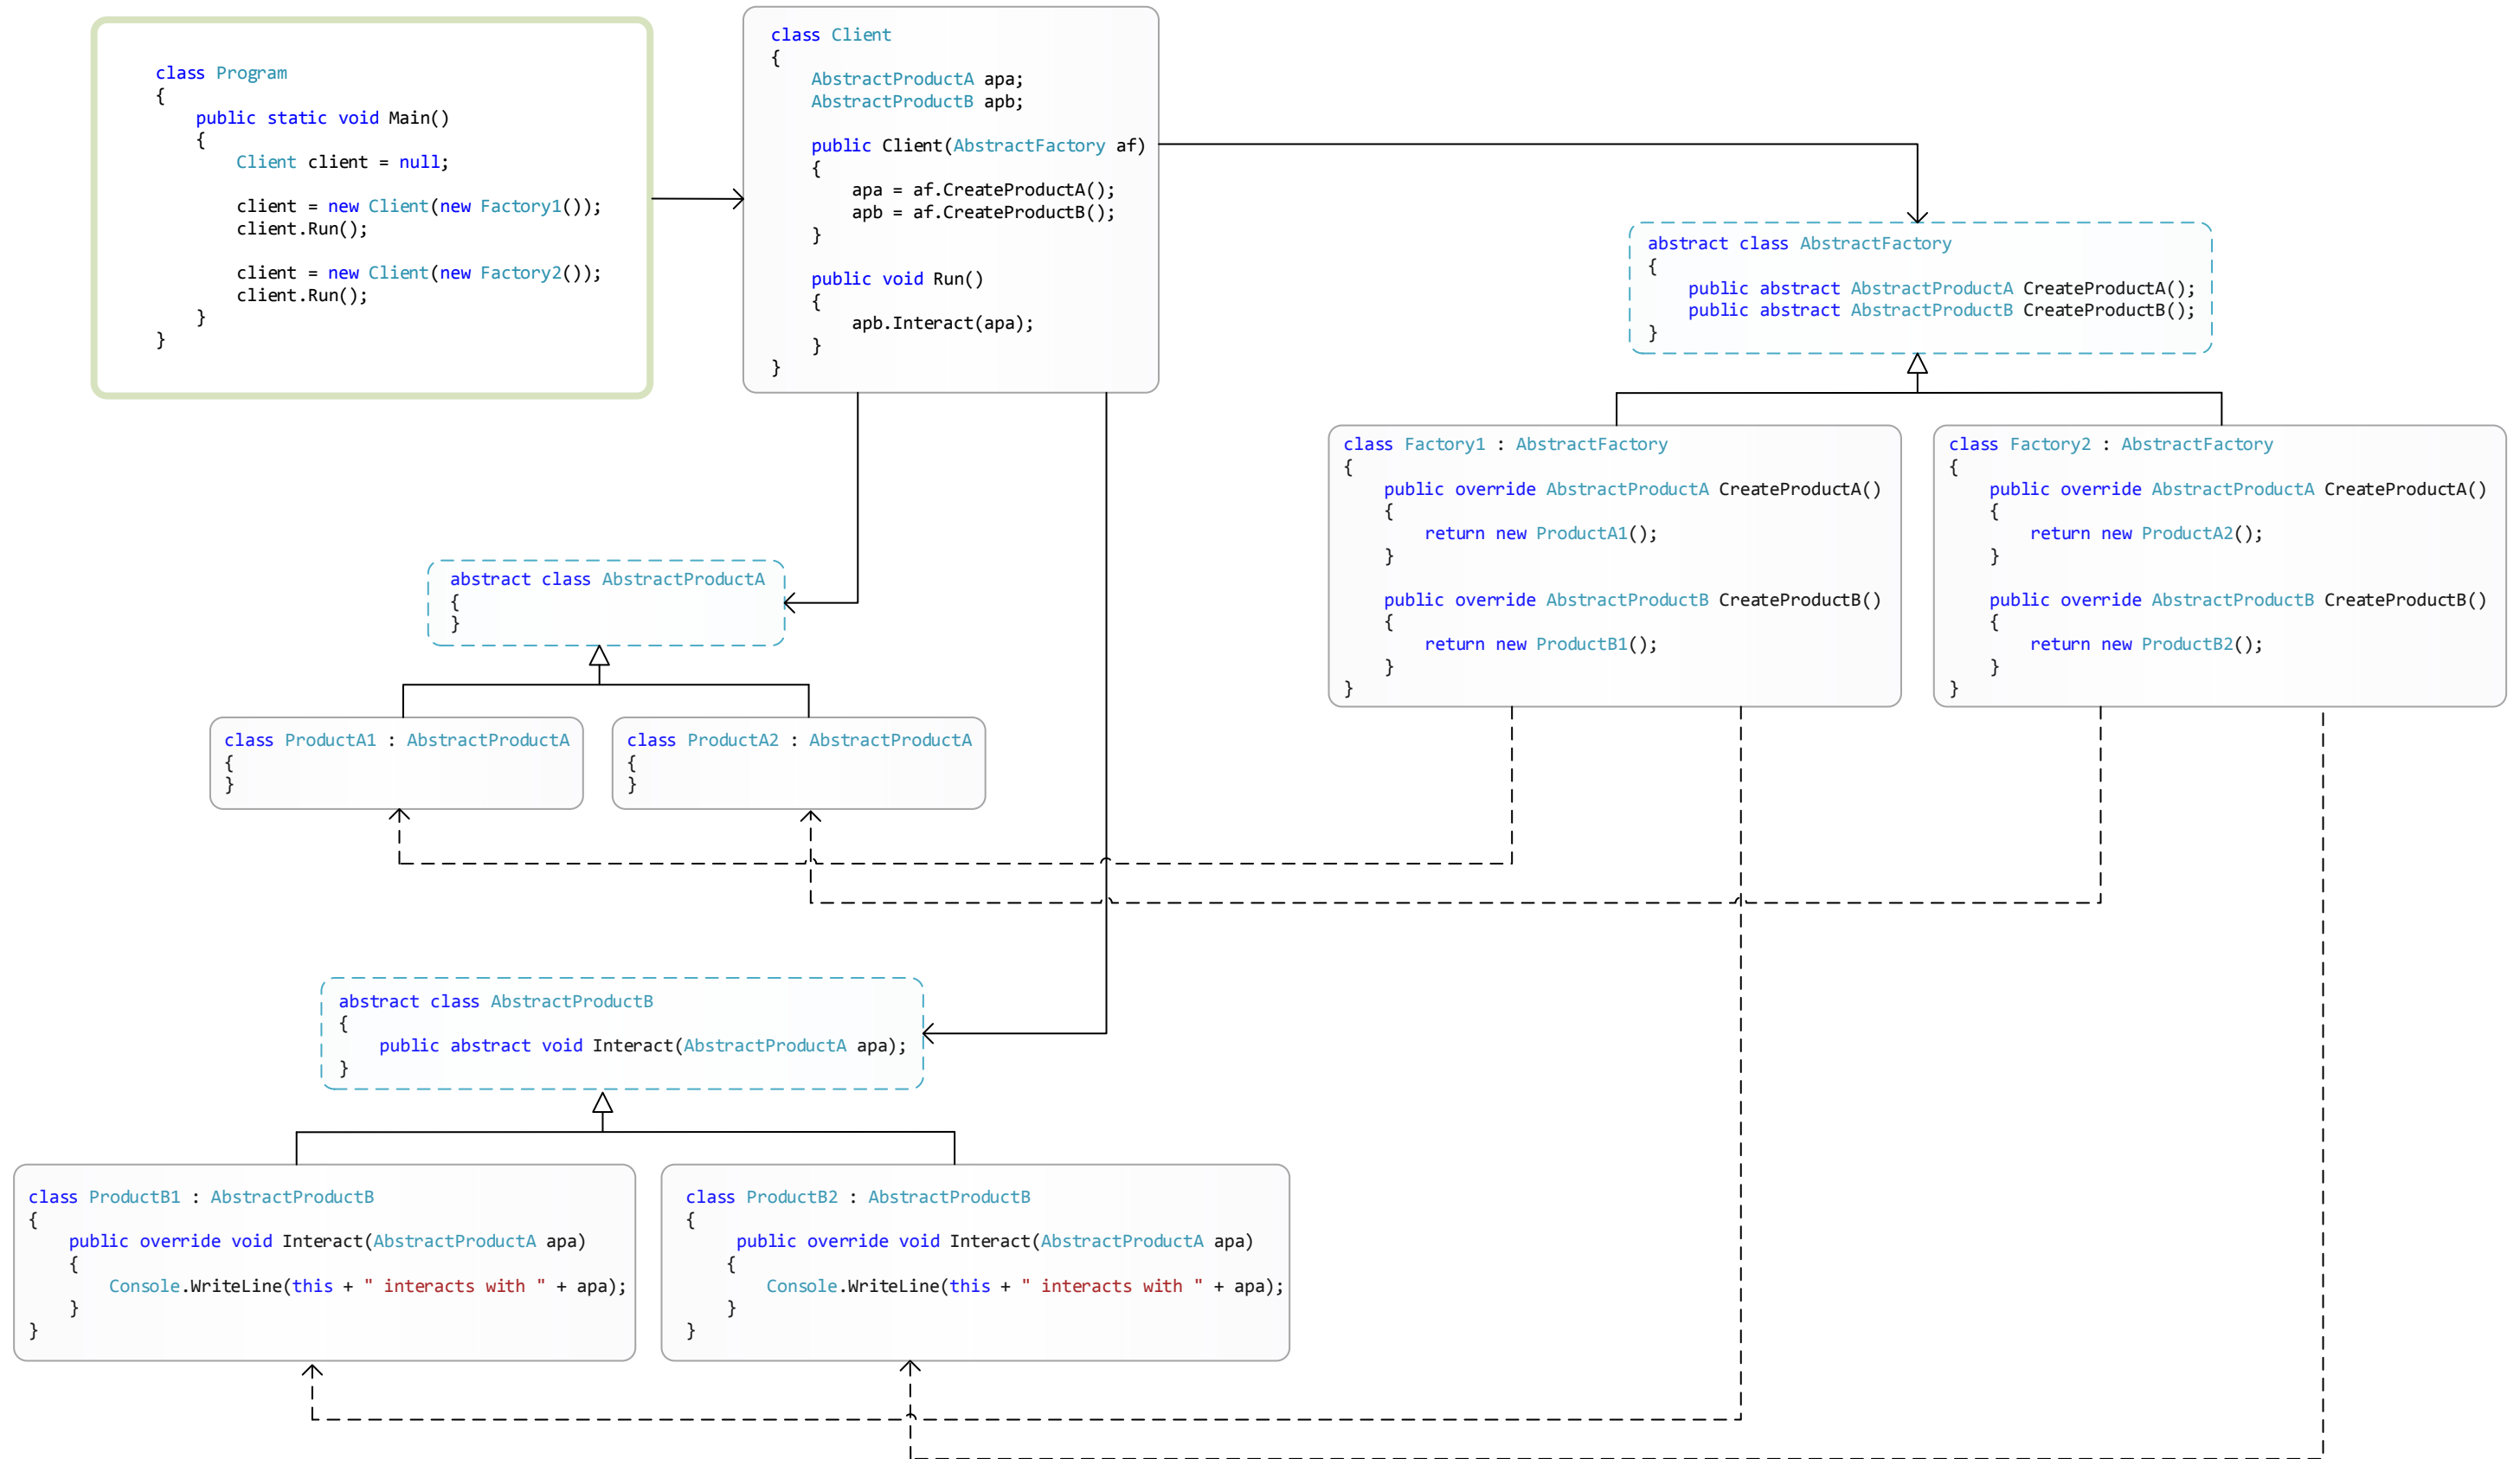 class Program
{
    public static void Main()
    {
        Client client = null;

        client = new Client(new Factory1());
        client.Run();

        client = new Client(new Factory2());
        client.Run();
    }
}
class Client
{
    AbstractProductA apa;
    AbstractProductB apb;

    public Client(AbstractFactory af)
    {
        apa = af.CreateProductA();
        apb = af.CreateProductB();
    }

    public void Run()
    {
        apb.Interact(apa);
    }
}
abstract class AbstractFactory
{
    public abstract AbstractProductA CreateProductA();
    public abstract AbstractProductB CreateProductB();
}
class Factory1 : AbstractFactory
{
    public override AbstractProductA CreateProductA()
    {
        return new ProductA1();
    }

    public override AbstractProductB CreateProductB()
    {
        return new ProductB1();
    }
}
class Factory2 : AbstractFactory
{
    public override AbstractProductA CreateProductA()
    {
        return new ProductA2();
    }

    public override AbstractProductB CreateProductB()
    {
        return new ProductB2();
    }
}
abstract class AbstractProductA
{
}
class ProductA1 : AbstractProductA
{
}
class ProductA2 : AbstractProductA
{
}
abstract class AbstractProductB
{
    public abstract void Interact(AbstractProductA apa);
}
class ProductB1 : AbstractProductB
{
    public override void Interact(AbstractProductA apa)
    {
        Console.WriteLine(this + " interacts with " + apa);
    }
}
class ProductB2 : AbstractProductB
{
     public override void Interact(AbstractProductA apa)
    {
        Console.WriteLine(this + " interacts with " + apa);
    }
}